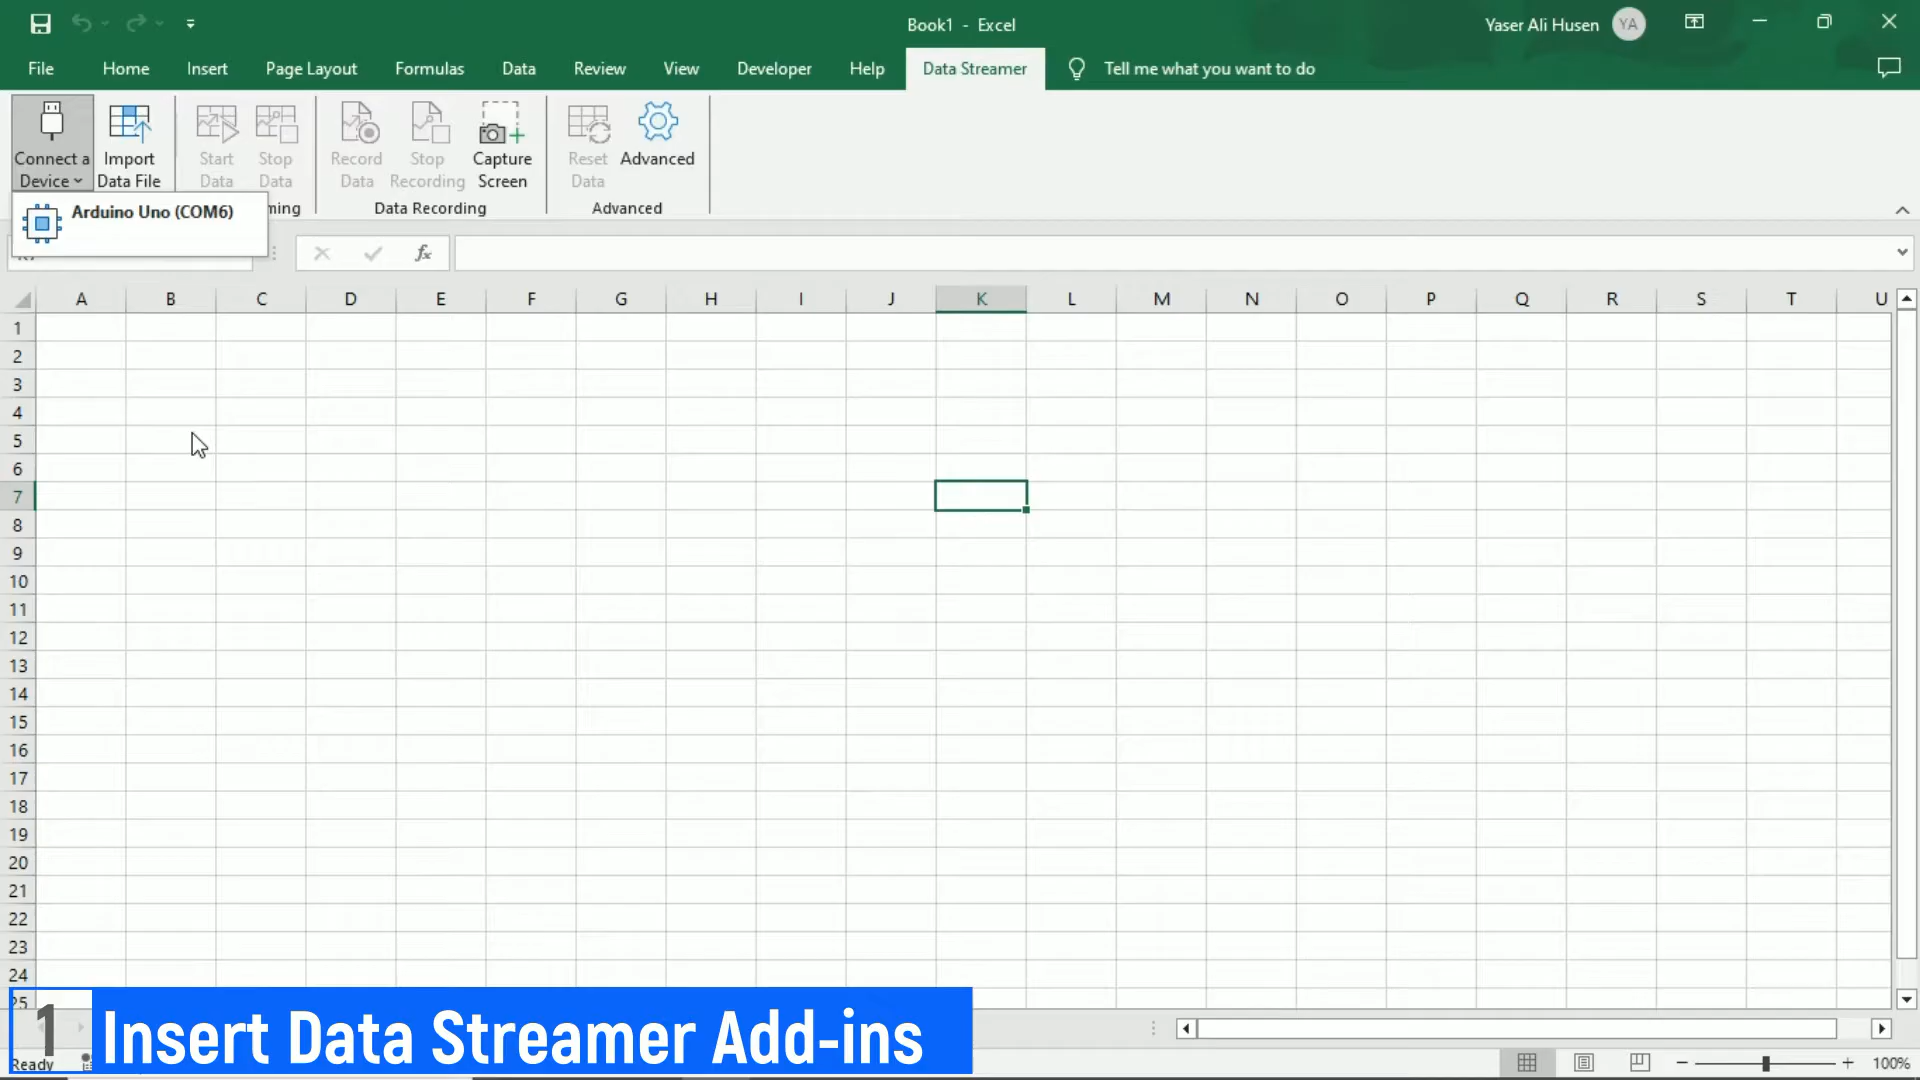 Book1 - Excel
Yaser Ali Husen
YA
File Home Insert Page Layout Formulas Data Review View Developer Help Data Streamer Tell me what you want to do
Connect a Device
Import Data File
Start Data
Stop Data
Record Data
Stop Recording
Capture Screen
Reset Data
Advanced
ming
Data Recording
Advanced
Arduino Uno (COM6)
fx
A B C D E F G H I J K L M N O P Q R S T U
1
2
3
4
5
6
7
8
9
10
11
12
13
14
15
16
17
18
19
20
21
22
23
24
25
1 Insert Data Streamer Add-ins
Ready
100%